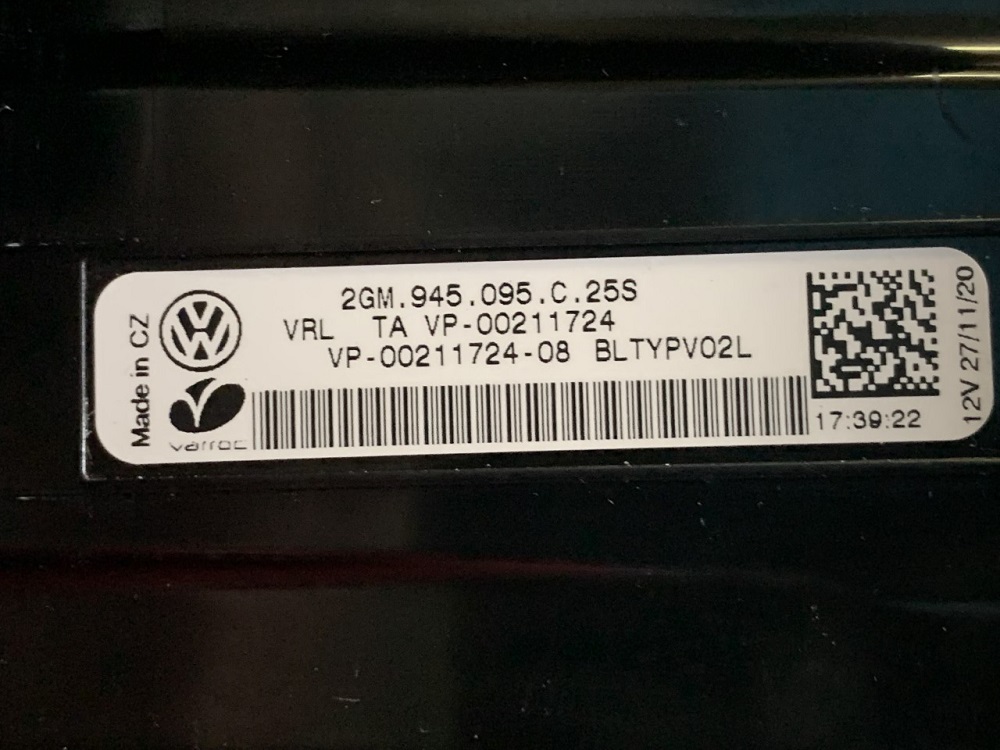 Made in CZ
2GM.945.095.C.25S
VRL TA VP-00211724
VP-00211724-08 BLTYPV02L
varroc
17:39:22
12V 27/11/20